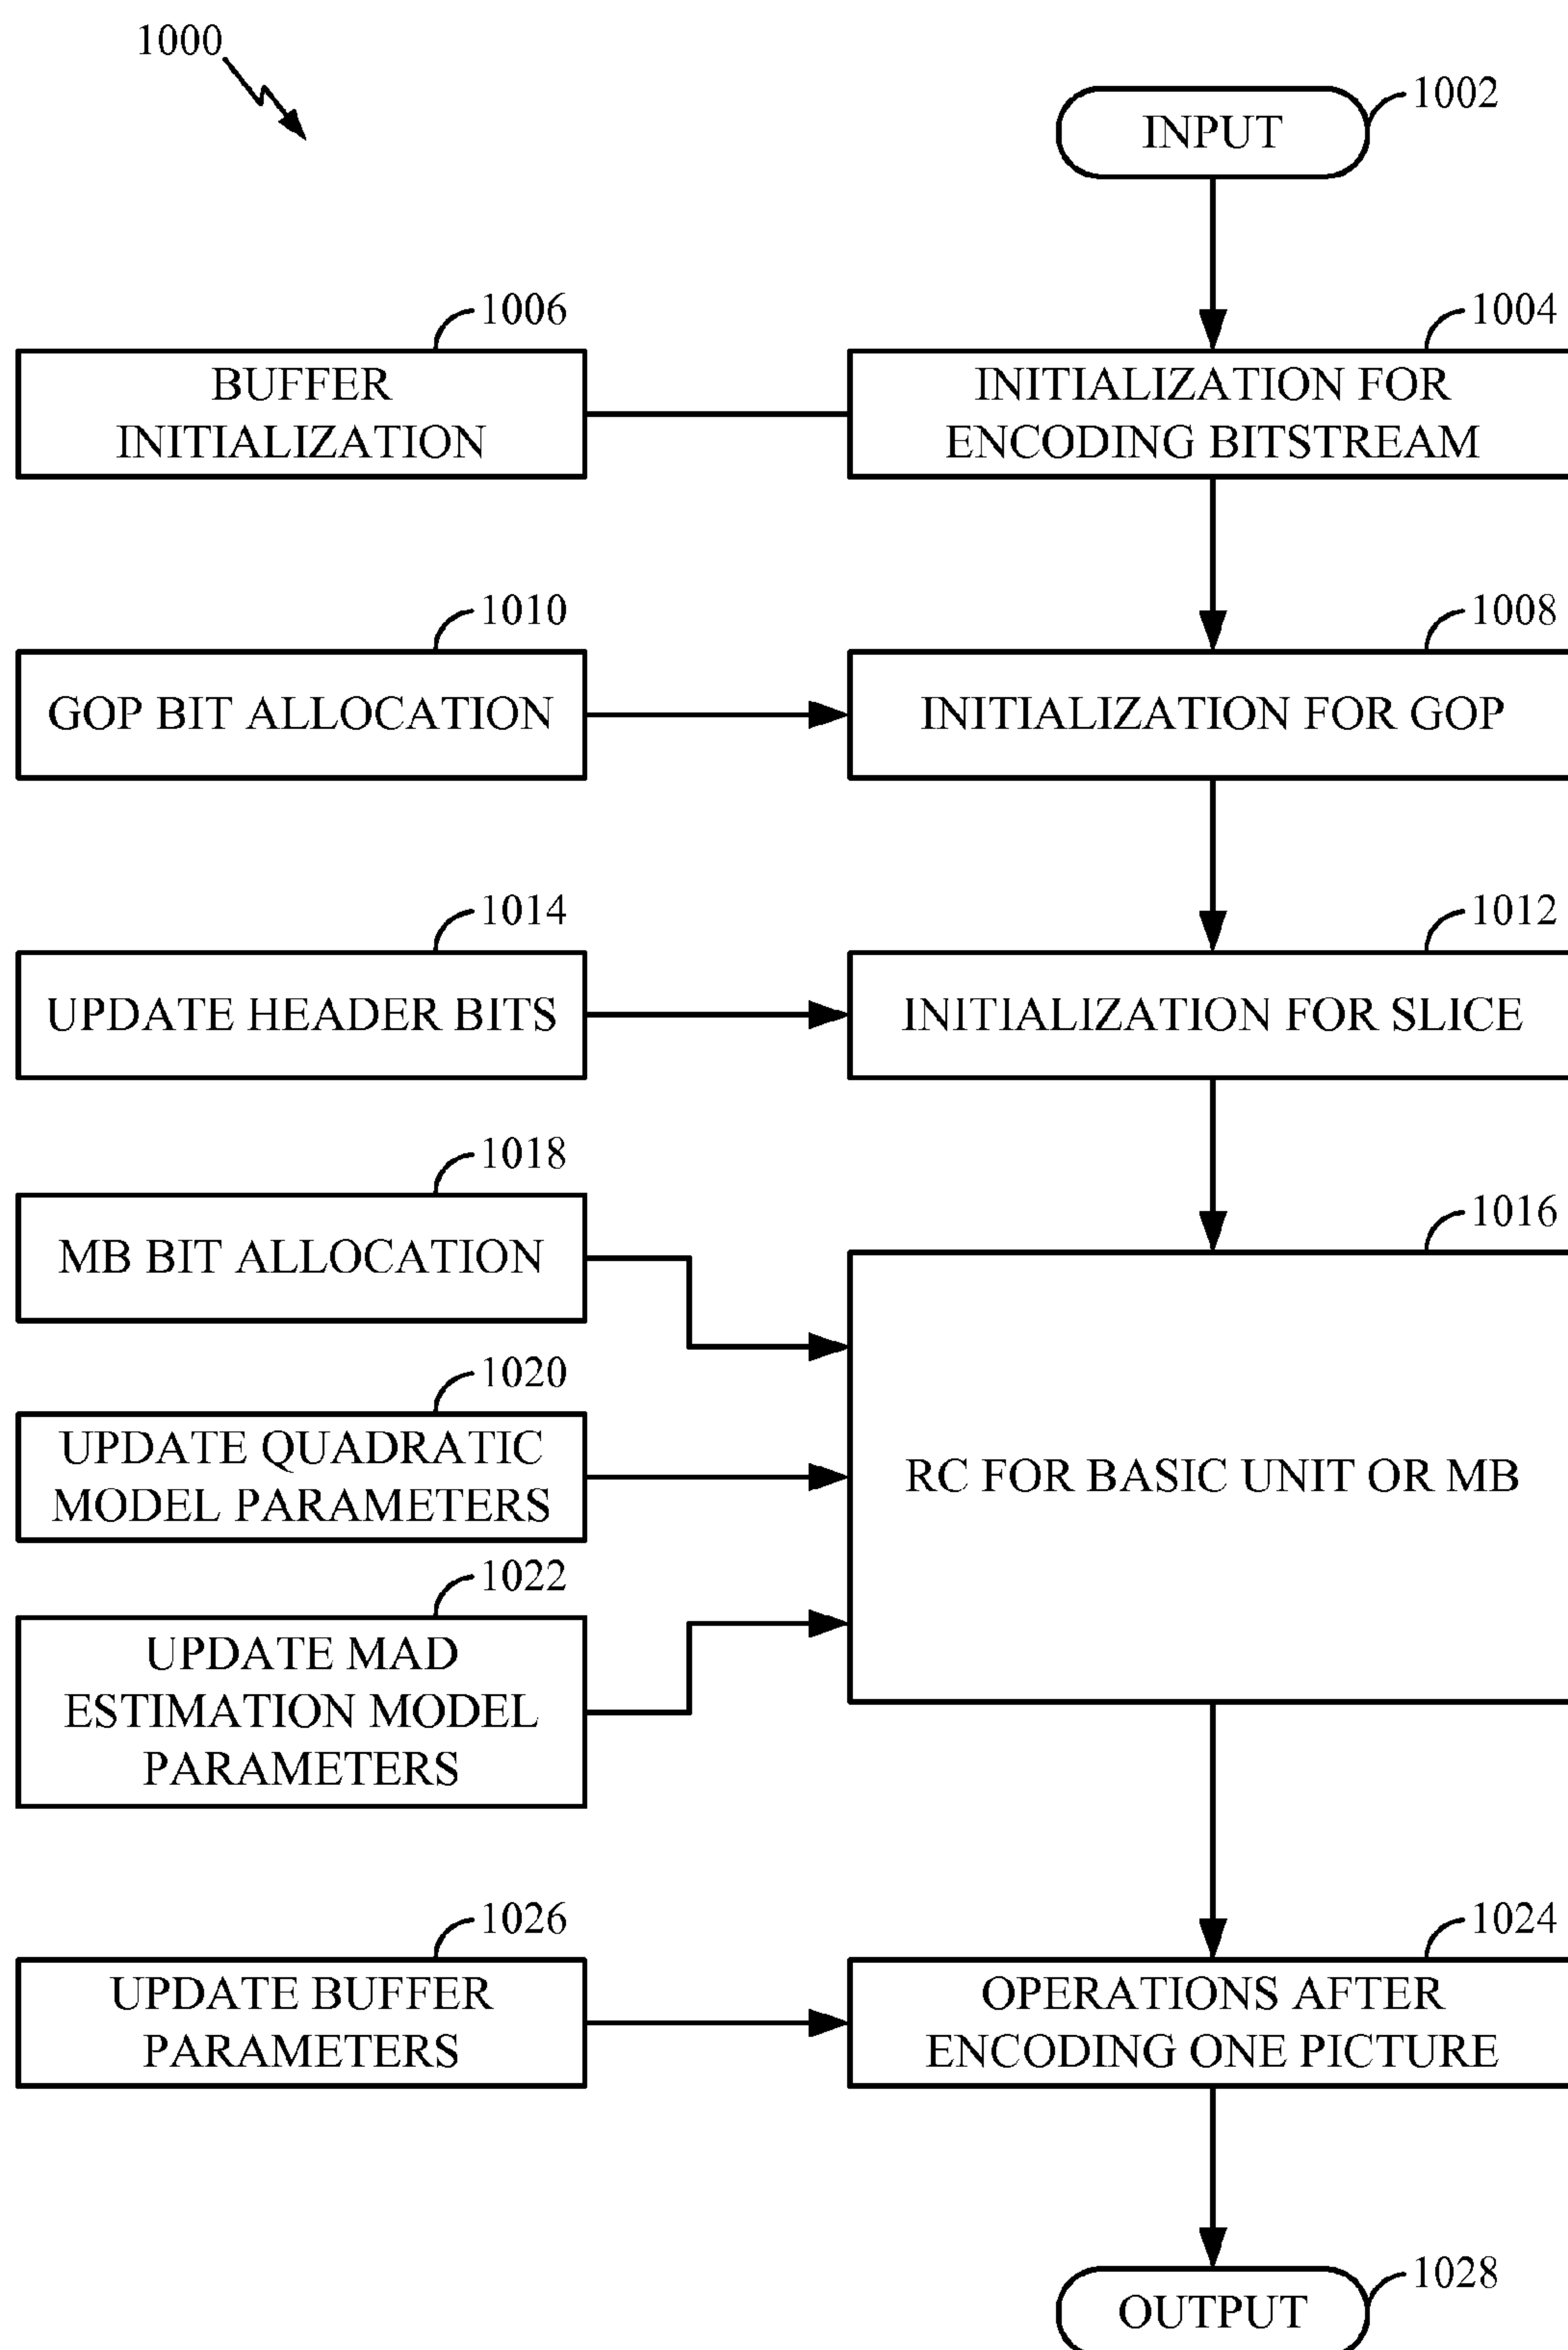 1000
1002
INPUT
1006
BUFFER
INITIALIZATION
1004
INITIALIZATION FOR
ENCODING BITSTREAM
1010
GOP BIT ALLOCATION
1008
INITIALIZATION FOR GOP
1014
UPDATE HEADER BITS
1012
INITIALIZATION FOR SLICE
1018
MB BIT ALLOCATION
1016
RC FOR BASIC UNIT OR MB
1020
UPDATE QUADRATIC
MODEL PARAMETERS
1022
UPDATE MAD
ESTIMATION MODEL
PARAMETERS
1026
UPDATE BUFFER
PARAMETERS
1024
OPERATIONS AFTER
ENCODING ONE PICTURE
1028
OUTPUT